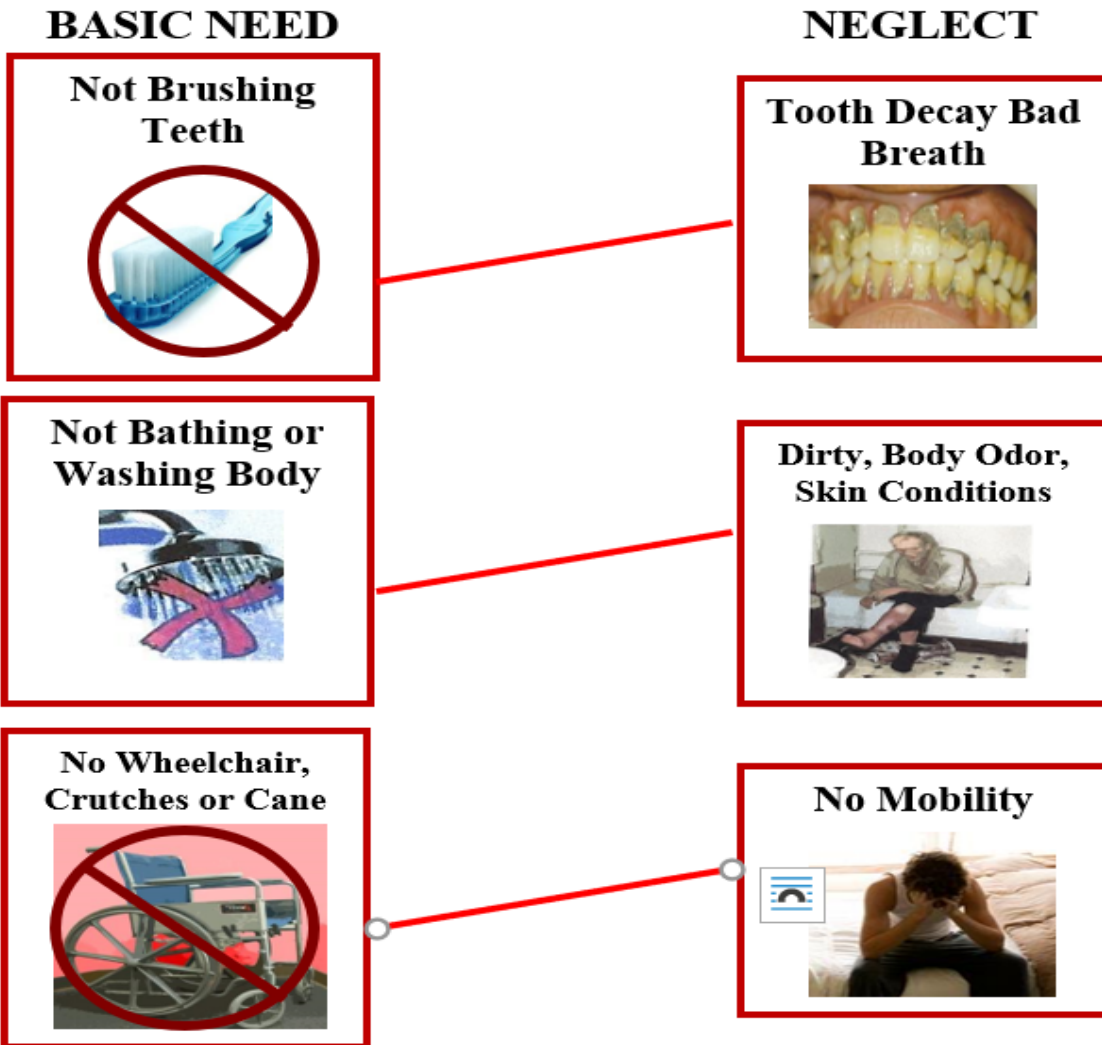 BASIC NEED
NEGLECT
Not Brushing
Teeth
Tooth Decay Bad
Breath
Not Bathing or
Washing Body
Dirty, Body Odor,
Skin Conditions
No Wheelchair,
Crutches or Cane
No Mobility